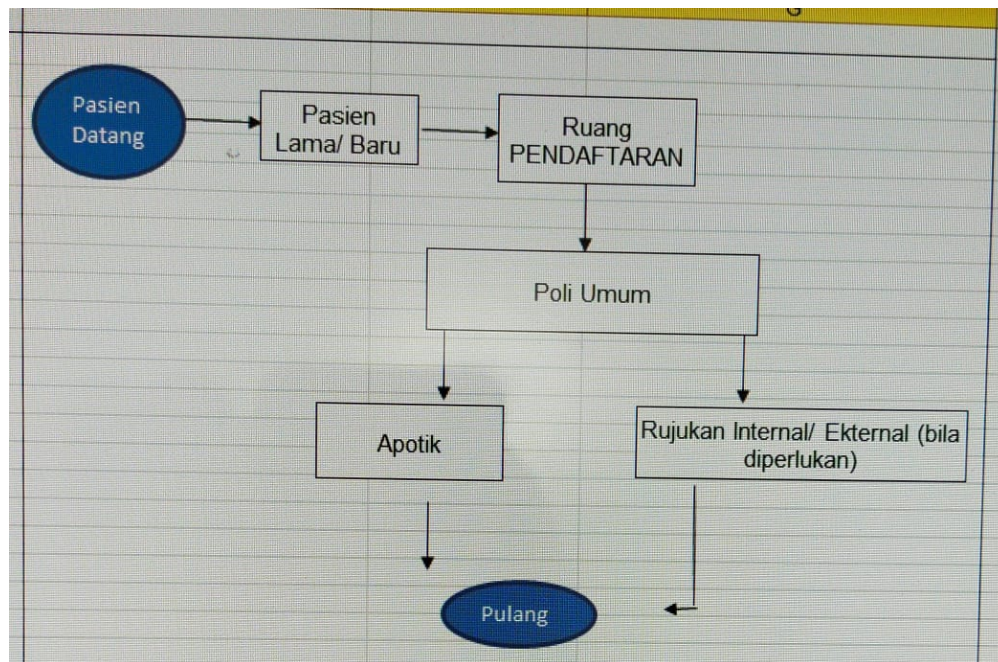 G
Pasien
Datang
Pasien
Lama/ Baru
Ruang
PENDAFTARAN
Poli Umum
Apotik
Rujukan Internal/ Ekternal (bila
diperlukan)
Pulang